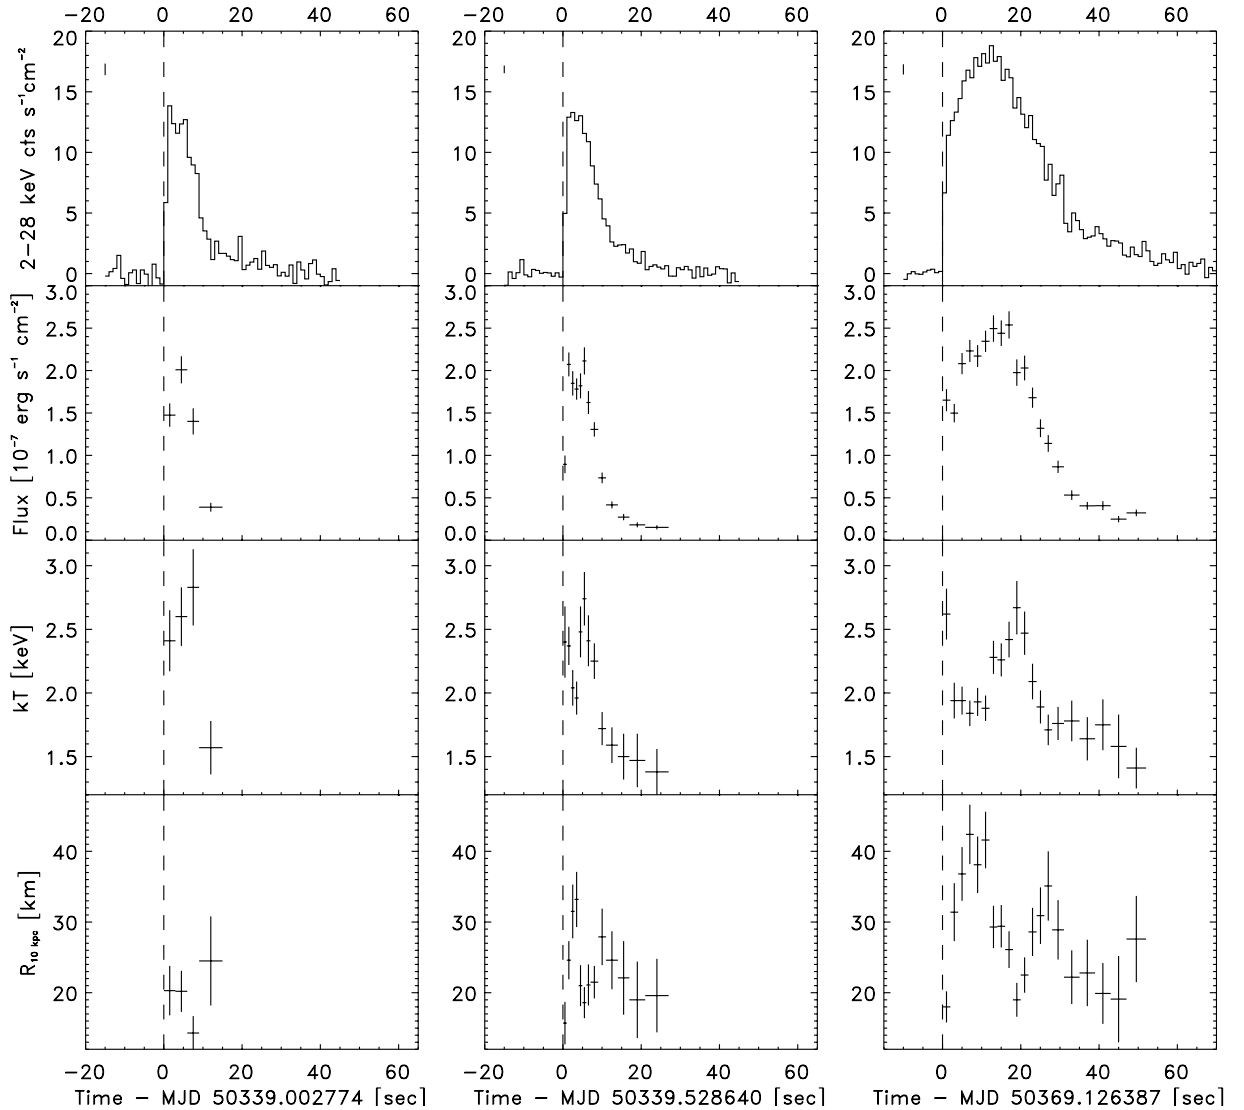 −20 0 20 40 60 −20 0 20 40 60 0 20 40 60
20 20 20
15 15 15
10 10 10
5 5 5
0 0 0
2−28 keV cts s⁻¹cm⁻²
3.0 3.0 3.0
2.5 2.5 2.5
2.0 2.0 2.0
1.5 1.5 1.5
1.0 1.0 1.0
0.5 0.5 0.5
0.0 0.0 0.0
Flux [10⁻⁷ erg s⁻¹ cm⁻²]
3.0 3.0 3.0
2.5 2.5 2.5
2.0 2.0 2.0
1.5 1.5 1.5
kT [keV]
40 40 40
30 30 30
20 20 20
R₁₀ ₖₚc [km]
−20 0 20 40 60 −20 0 20 40 60 0 20 40 60
Time − MJD 50339.002774 [sec] Time − MJD 50339.528640 [sec] Time − MJD 50369.126387 [sec]